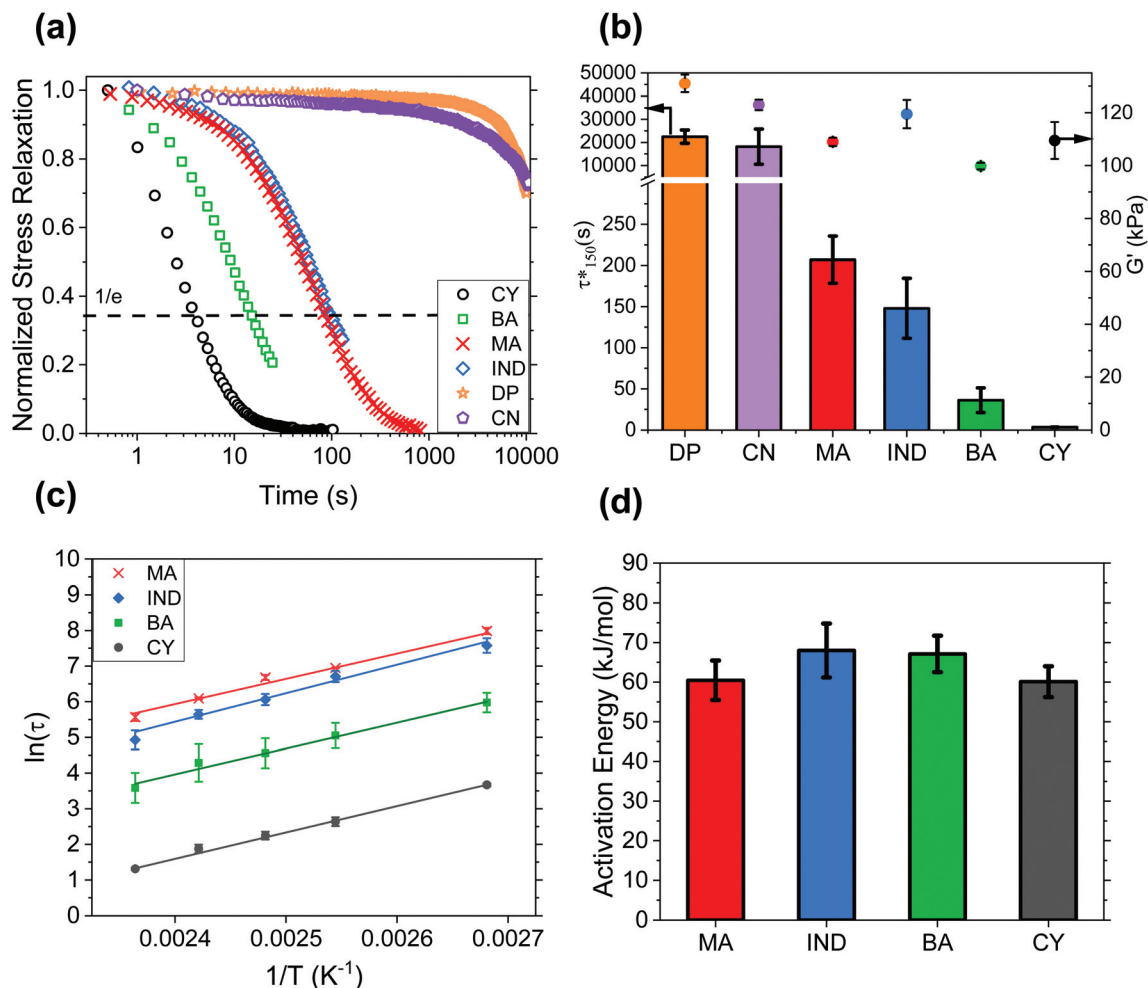 (a)
Normalized Stress Relaxation
1.0
0.8
0.6
0.4
0.2
0.0
1/e
CY
BA
MA
IND
DP
CN
1 10 100 1000 10000
Time (s)
(b)
τ*150(s)
50000
40000
30000
20000
10000
250
200
150
100
50
0
120
100
80
60
40
20
0
G' (kPa)
DP CN MA IND BA CY
(c)
ln(τ)
10
9
8
7
6
5
4
3
2
1
0
MA
IND
BA
CY
0.0024 0.0025 0.0026 0.0027
1/T (K-1)
(d)
Activation Energy (kJ/mol)
90
80
70
60
50
40
30
20
10
0
MA IND BA CY